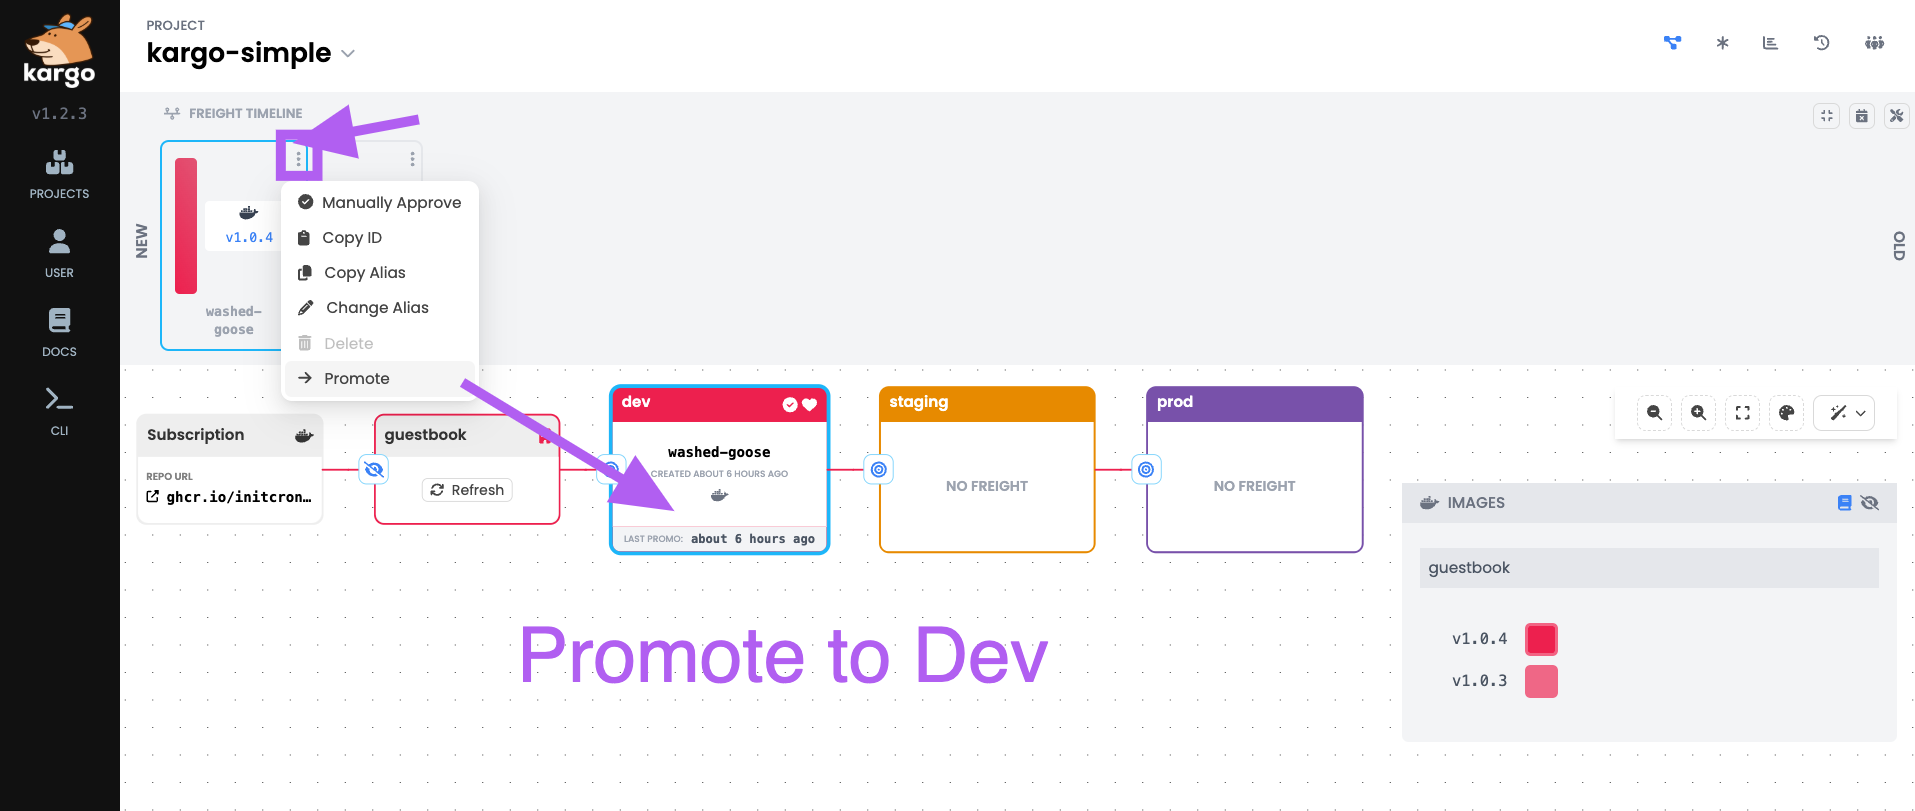 kargo
v1.2.3
PROJECTS
USER
DOCS
CLI
PROJECT
kargo-simple
FREIGHT TIMELINE
NEW
v1.0.4
washed-
goose
Manually Approve
Copy ID
Copy Alias
Change Alias
Delete
Promote
OLD
Subscription
REPO URL
ghcr.io/initcron…
guestbook
Refresh
dev
washed-goose
CREATED ABOUT 6 HOURS AGO
LAST PROMO: about 6 hours ago
staging
NO FREIGHT
prod
NO FREIGHT
IMAGES
guestbook
v1.0.4
v1.0.3
Promote to Dev